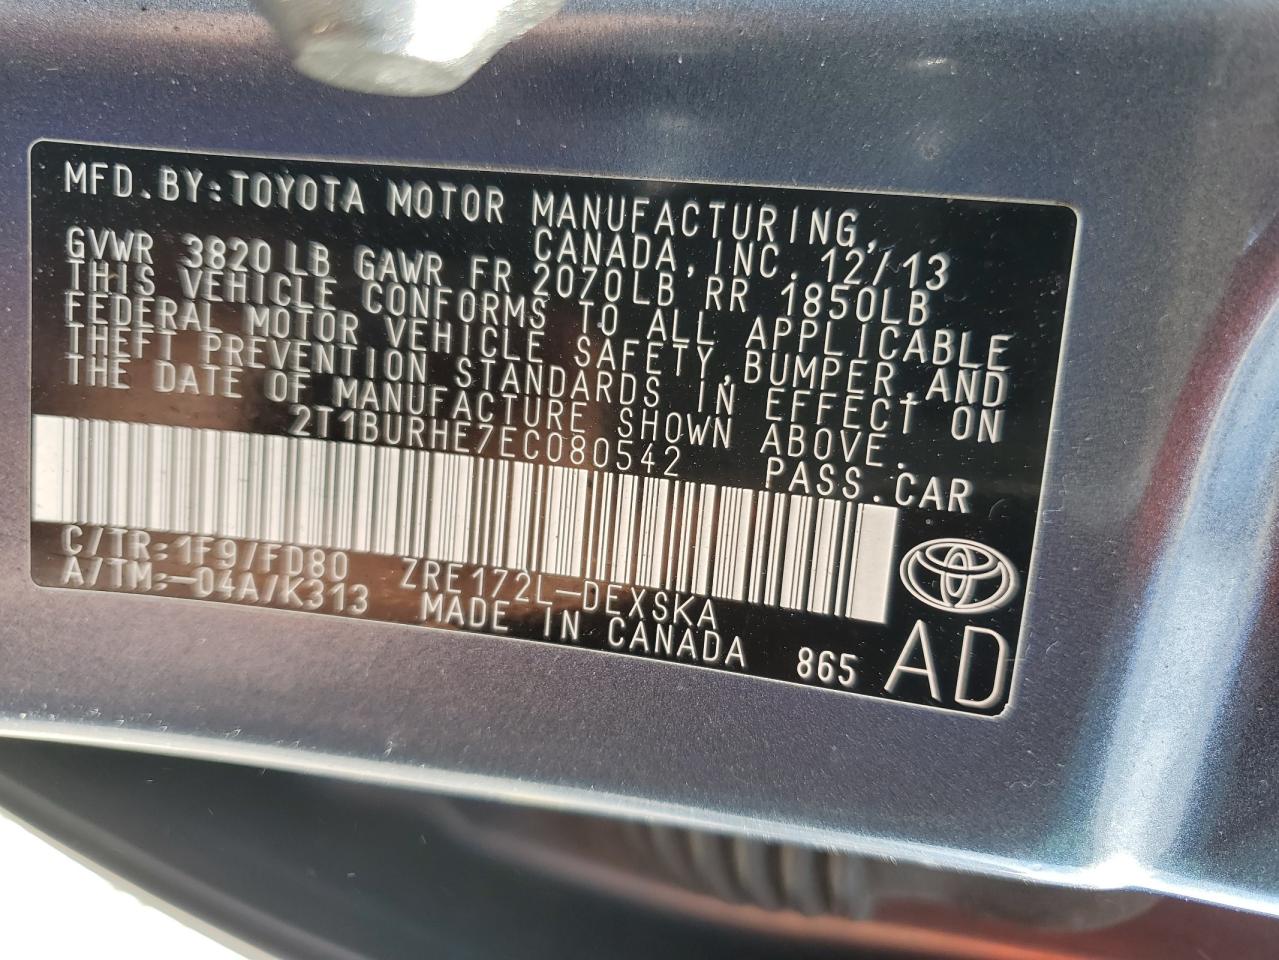 MFD.BY:TOYOTA MOTOR MANUFACTURING,
CANADA,INC. 12/13
GVWR 3820LB GAWR FR 2070LB RR 1850LB
THIS VEHICLE CONFORMS TO ALL APPLICABLE
FEDERAL MOTOR VEHICLE SAFETY,BUMPER,AND
THEFT PREVENTION STANDARDS IN EFFECT ON
THE DATE OF MANUFACTURE SHOWN ABOVE.
2T1BURHE7EC080542 PASS.CAR
C/TR:1F9/FD80 ZRE172L-DEXSKA
A/TM:-04A/K313 MADE IN CANADA 865 AD